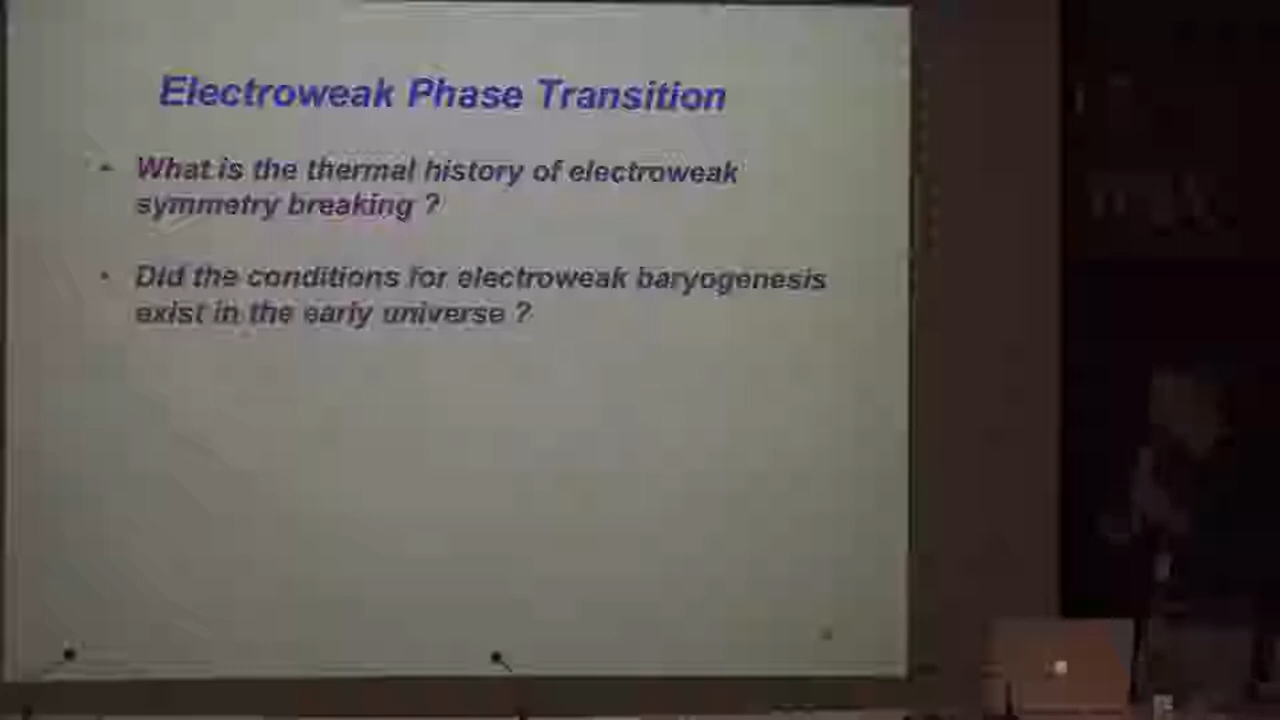 Electroweak Phase Transition
• What is the thermal history of electroweak
symmetry breaking ?
• Did the conditions for electroweak baryogenesis
exist in the early universe ?